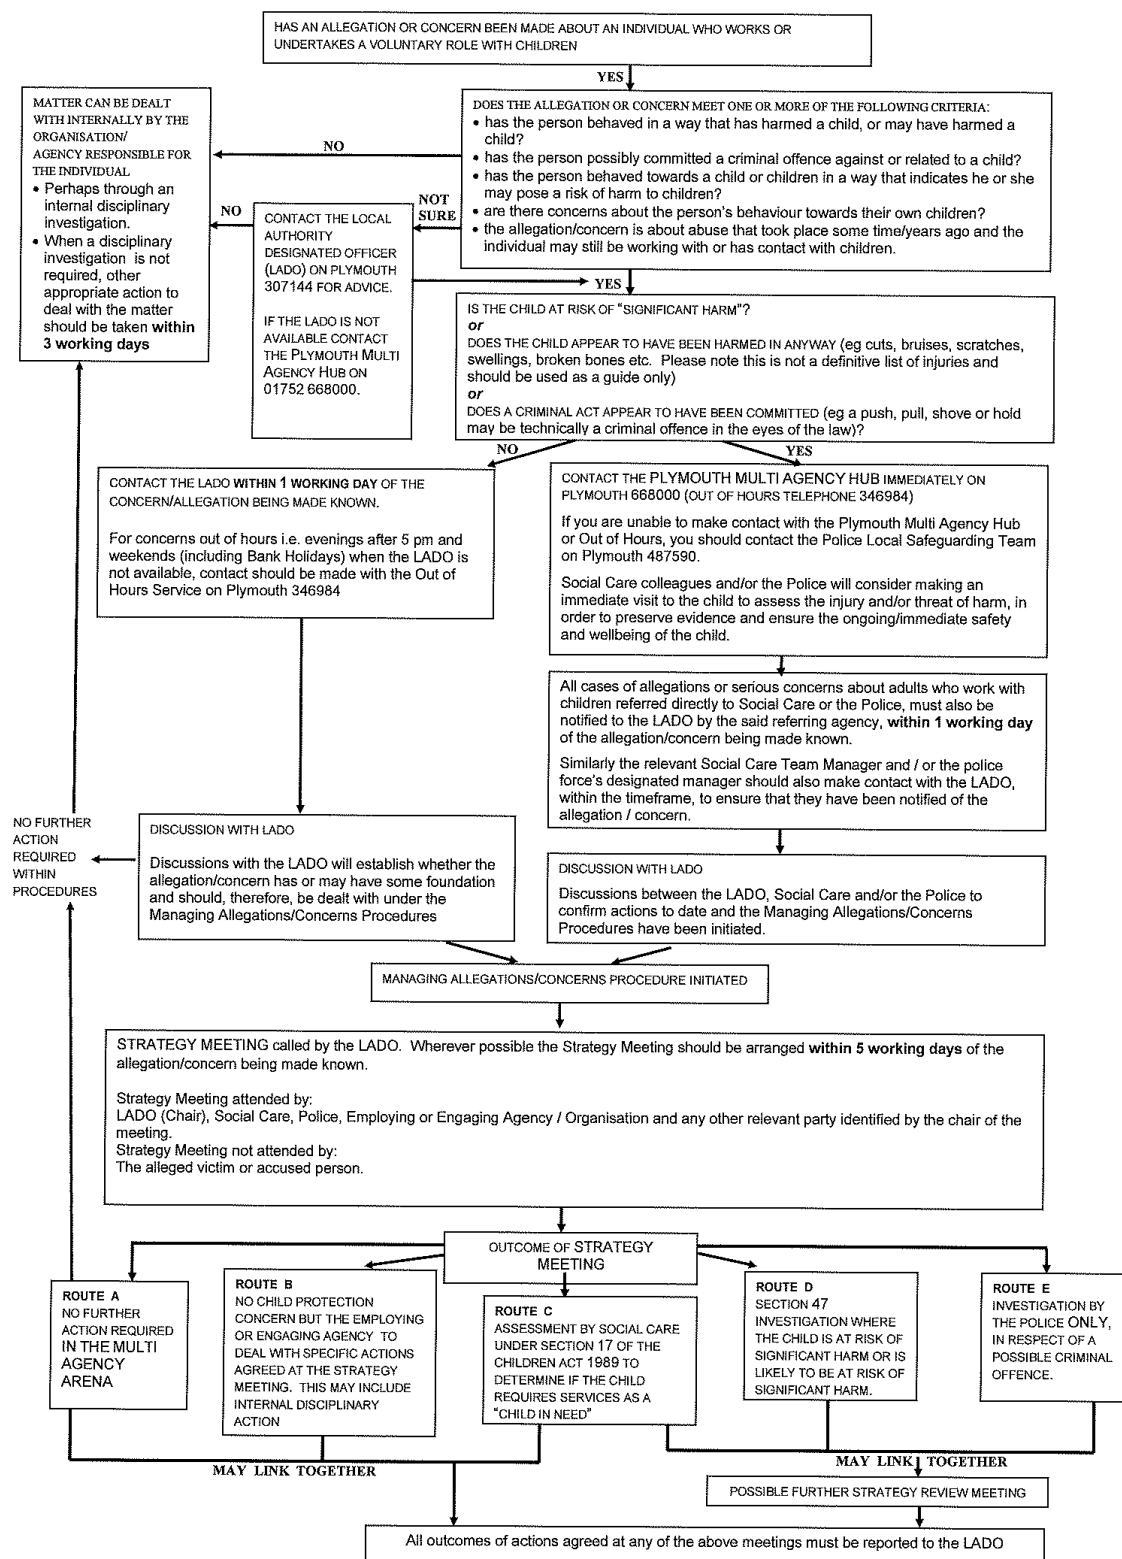 HAS AN ALLEGATION OR CONCERN BEEN MADE ABOUT AN INDIVIDUAL WHO WORKS OR
UNDERTAKES A VOLUNTARY ROLE WITH CHILDREN
YES
MATTER CAN BE DEALT
WITH INTERNALLY BY THE
ORGANISATION/
AGENCY RESPONSIBLE FOR
THE INDIVIDUAL
• Perhaps through an
internal disciplinary
investigation.
• When a disciplinary
investigation is not
required, other
appropriate action to
deal with the matter
should be taken within
3 working days
NO
DOES THE ALLEGATION OR CONCERN MEET ONE OR MORE OF THE FOLLOWING CRITERIA:
• has the person behaved in a way that has harmed a child, or may have harmed a
child?
• has the person possibly committed a criminal offence against or related to a child?
• has the person behaved towards a child or children in a way that indicates he or she
may pose a risk of harm to children?
• are there concerns about the person's behaviour towards their own children?
• the allegation/concern is about abuse that took place some time/years ago and the
individual may still be working with or has contact with children.
NOT
SURE
NO
CONTACT THE LOCAL
AUTHORITY
DESIGNATED OFFICER
(LADO) ON PLYMOUTH
307144 FOR ADVICE.
IF THE LADO IS NOT
AVAILABLE CONTACT
THE PLYMOUTH MULTI
AGENCY HUB ON
01752 668000.
YES
IS THE CHILD AT RISK OF "SIGNIFICANT HARM"?
or
DOES THE CHILD APPEAR TO HAVE BEEN HARMED IN ANYWAY (eg cuts, bruises, scratches,
swellings, broken bones etc. Please note this is not a definitive list of injuries and
should be used as a guide only)
or
DOES A CRIMINAL ACT APPEAR TO HAVE BEEN COMMITTED (eg a push, pull, shove or hold
may be technically a criminal offence in the eyes of the law)?
NO
YES
CONTACT THE LADO WITHIN 1 WORKING DAY OF THE
CONCERN/ALLEGATION BEING MADE KNOWN.
For concerns out of hours i.e. evenings after 5 pm and
weekends (including Bank Holidays) when the LADO is
not available, contact should be made with the Out of
Hours Service on Plymouth 346984
CONTACT THE PLYMOUTH MULTI AGENCY HUB IMMEDIATELY ON
PLYMOUTH 668000 (OUT OF HOURS TELEPHONE 346984)
If you are unable to make contact with the Plymouth Multi Agency Hub
or Out of Hours, you should contact the Police Local Safeguarding Team
on Plymouth 487590.
Social Care colleagues and/or the Police will consider making an
immediate visit to the child to assess the injury and/or threat of harm, in
order to preserve evidence and ensure the ongoing/immediate safety
and wellbeing of the child.
All cases of allegations or serious concerns about adults who work with
children referred directly to Social Care or the Police, must also be
notified to the LADO by the said referring agency, within 1 working day
of the allegation/concern being made known.
Similarly the relevant Social Care Team Manager and / or the police
force's designated manager should also make contact with the LADO,
within the timeframe, to ensure that they have been notified of the
allegation / concern.
NO FURTHER
ACTION
REQUIRED
WITHIN
PROCEDURES
DISCUSSION WITH LADO
Discussions with the LADO will establish whether the
allegation/concern has or may have some foundation
and should, therefore, be dealt with under the
Managing Allegations/Concerns Procedures
DISCUSSION WITH LADO
Discussions between the LADO, Social Care and/or the Police to
confirm actions to date and the Managing Allegations/Concerns
Procedures have been initiated.
MANAGING ALLEGATIONS/CONCERNS PROCEDURE INITIATED
STRATEGY MEETING called by the LADO. Wherever possible the Strategy Meeting should be arranged within 5 working days of the
allegation/concern being made known.
Strategy Meeting attended by:
LADO (Chair), Social Care, Police, Employing or Engaging Agency / Organisation and any other relevant party identified by the chair of the
meeting.
Strategy Meeting not attended by:
The alleged victim or accused person.
OUTCOME OF STRATEGY
MEETING
ROUTE A
NO FURTHER
ACTION REQUIRED
IN THE MULTI
AGENCY
ARENA
ROUTE B
NO CHILD PROTECTION
CONCERN BUT THE EMPLOYING
OR ENGAGING AGENCY TO
DEAL WITH SPECIFIC ACTIONS
AGREED AT THE STRATEGY
MEETING. THIS MAY INCLUDE
INTERNAL DISCIPLINARY
ACTION
ROUTE C
ASSESSMENT BY SOCIAL CARE
UNDER SECTION 17 OF THE
CHILDREN ACT 1989 TO
DETERMINE IF THE CHILD
REQUIRES SERVICES AS A
"CHILD IN NEED"
ROUTE D
SECTION 47
INVESTIGATION WHERE
THE CHILD IS AT RISK OF
SIGNIFICANT HARM OR IS
LIKELY TO BE AT RISK OF
SIGNIFICANT HARM.
ROUTE E
INVESTIGATION BY
THE POLICE ONLY,
IN RESPECT OF A
POSSIBLE CRIMINAL
OFFENCE.
MAY LINK TOGETHER
MAY LINK TOGETHER
POSSIBLE FURTHER STRATEGY REVIEW MEETING
All outcomes of actions agreed at any of the above meetings must be reported to the LADO